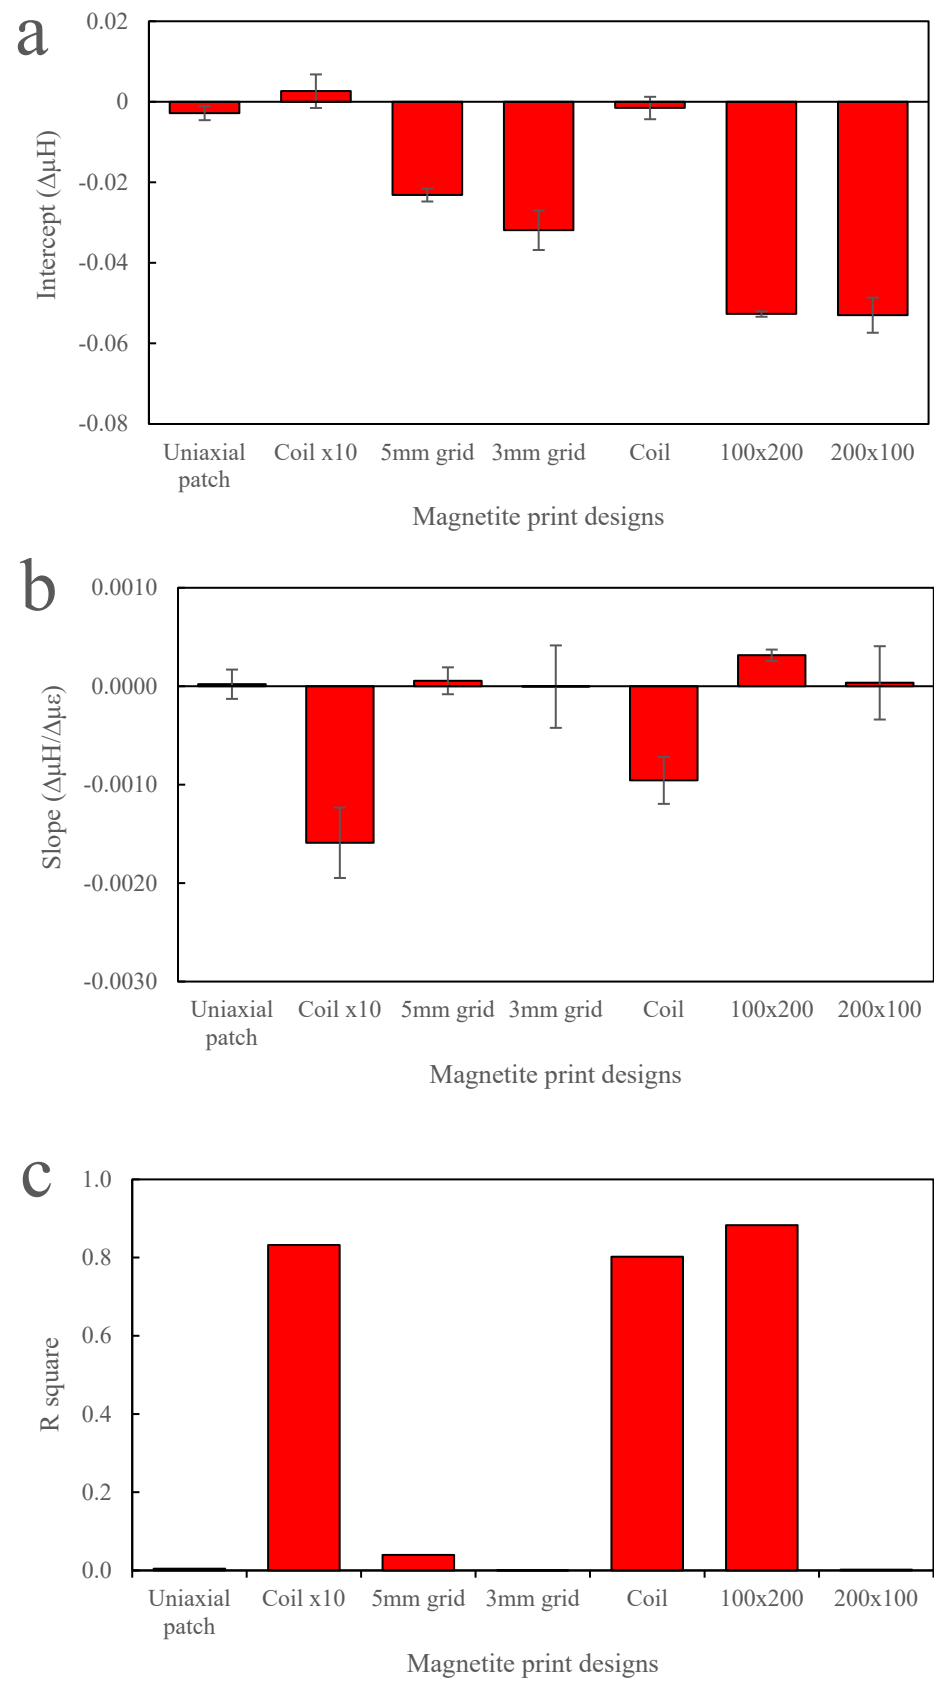 a
0.02
0
-0.02
-0.04
-0.06
-0.08
Intercept (ΔμH)
Uniaxial patch
Coil x10
5mm grid
3mm grid
Coil
100x200
200x100
Magnetite print designs
b
0.0010
0.0000
-0.0010
-0.0020
-0.0030
Slope (ΔμH/Δμε)
Uniaxial patch
Coil x10
5mm grid
3mm grid
Coil
100x200
200x100
Magnetite print designs
c
1.0
0.8
0.6
0.4
0.2
0.0
R square
Uniaxial patch
Coil x10
5mm grid
3mm grid
Coil
100x200
200x100
Magnetite print designs